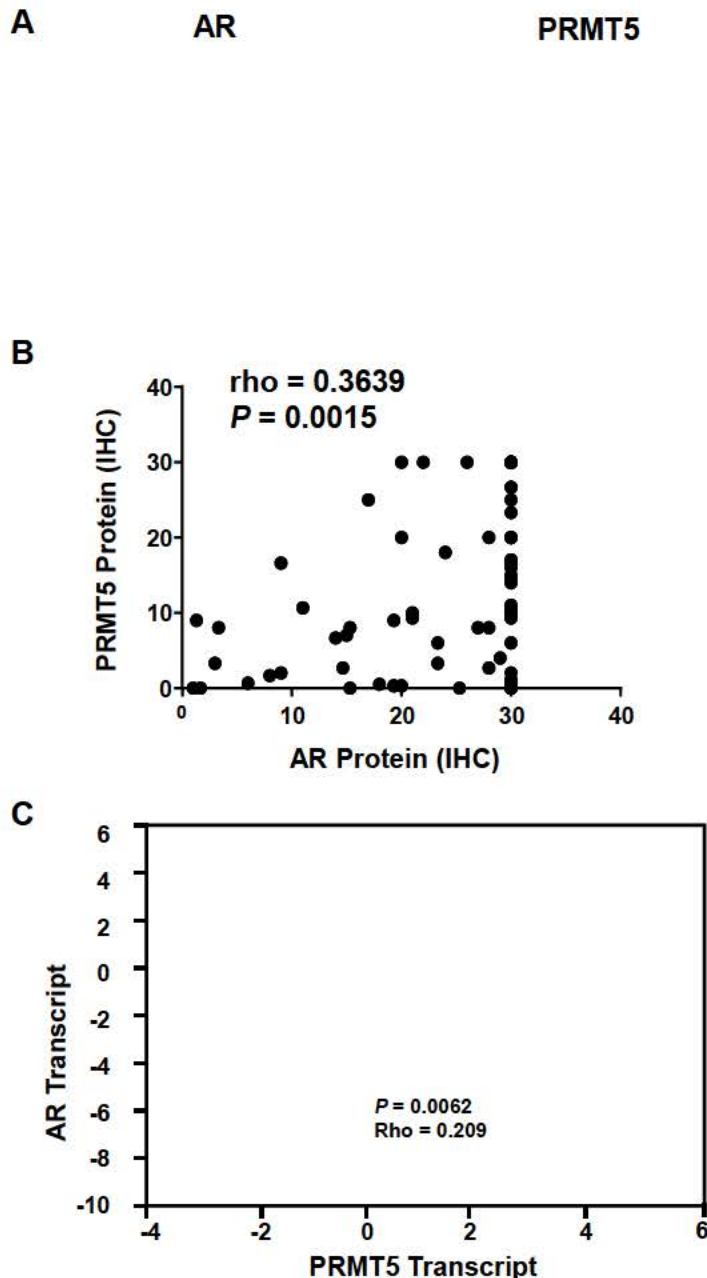 A
AR PRMT5
B
rho = 0.3639
P = 0.0015
40
30
20
10
0
PRMT5 Protein (IHC)
0 10 20 30 40
AR Protein (IHC)
C
6
4
2
0
-2
-4
-6
-8
-10
AR Transcript
P = 0.0062
Rho = 0.209
-4 -2 0 2 4 6
PRMT5 Transcript